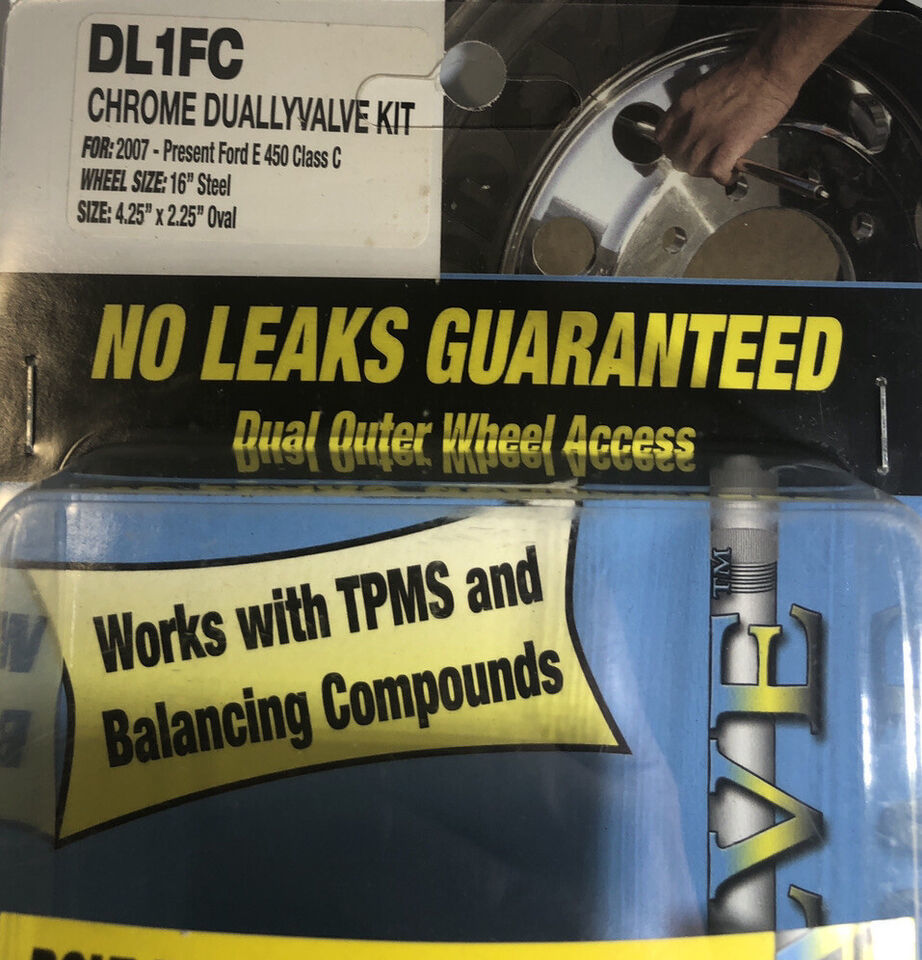 DL1FC
CHROME DUALLYVALVE KIT
FOR: 2007 - Present Ford E 450 Class C
WHEEL SIZE: 16" Steel
SIZE: 4.25" x 2.25" Oval
NO LEAKS GUARANTEED
Dual Outer Wheel Access
Works with TPMS and
Balancing Compounds
VE™